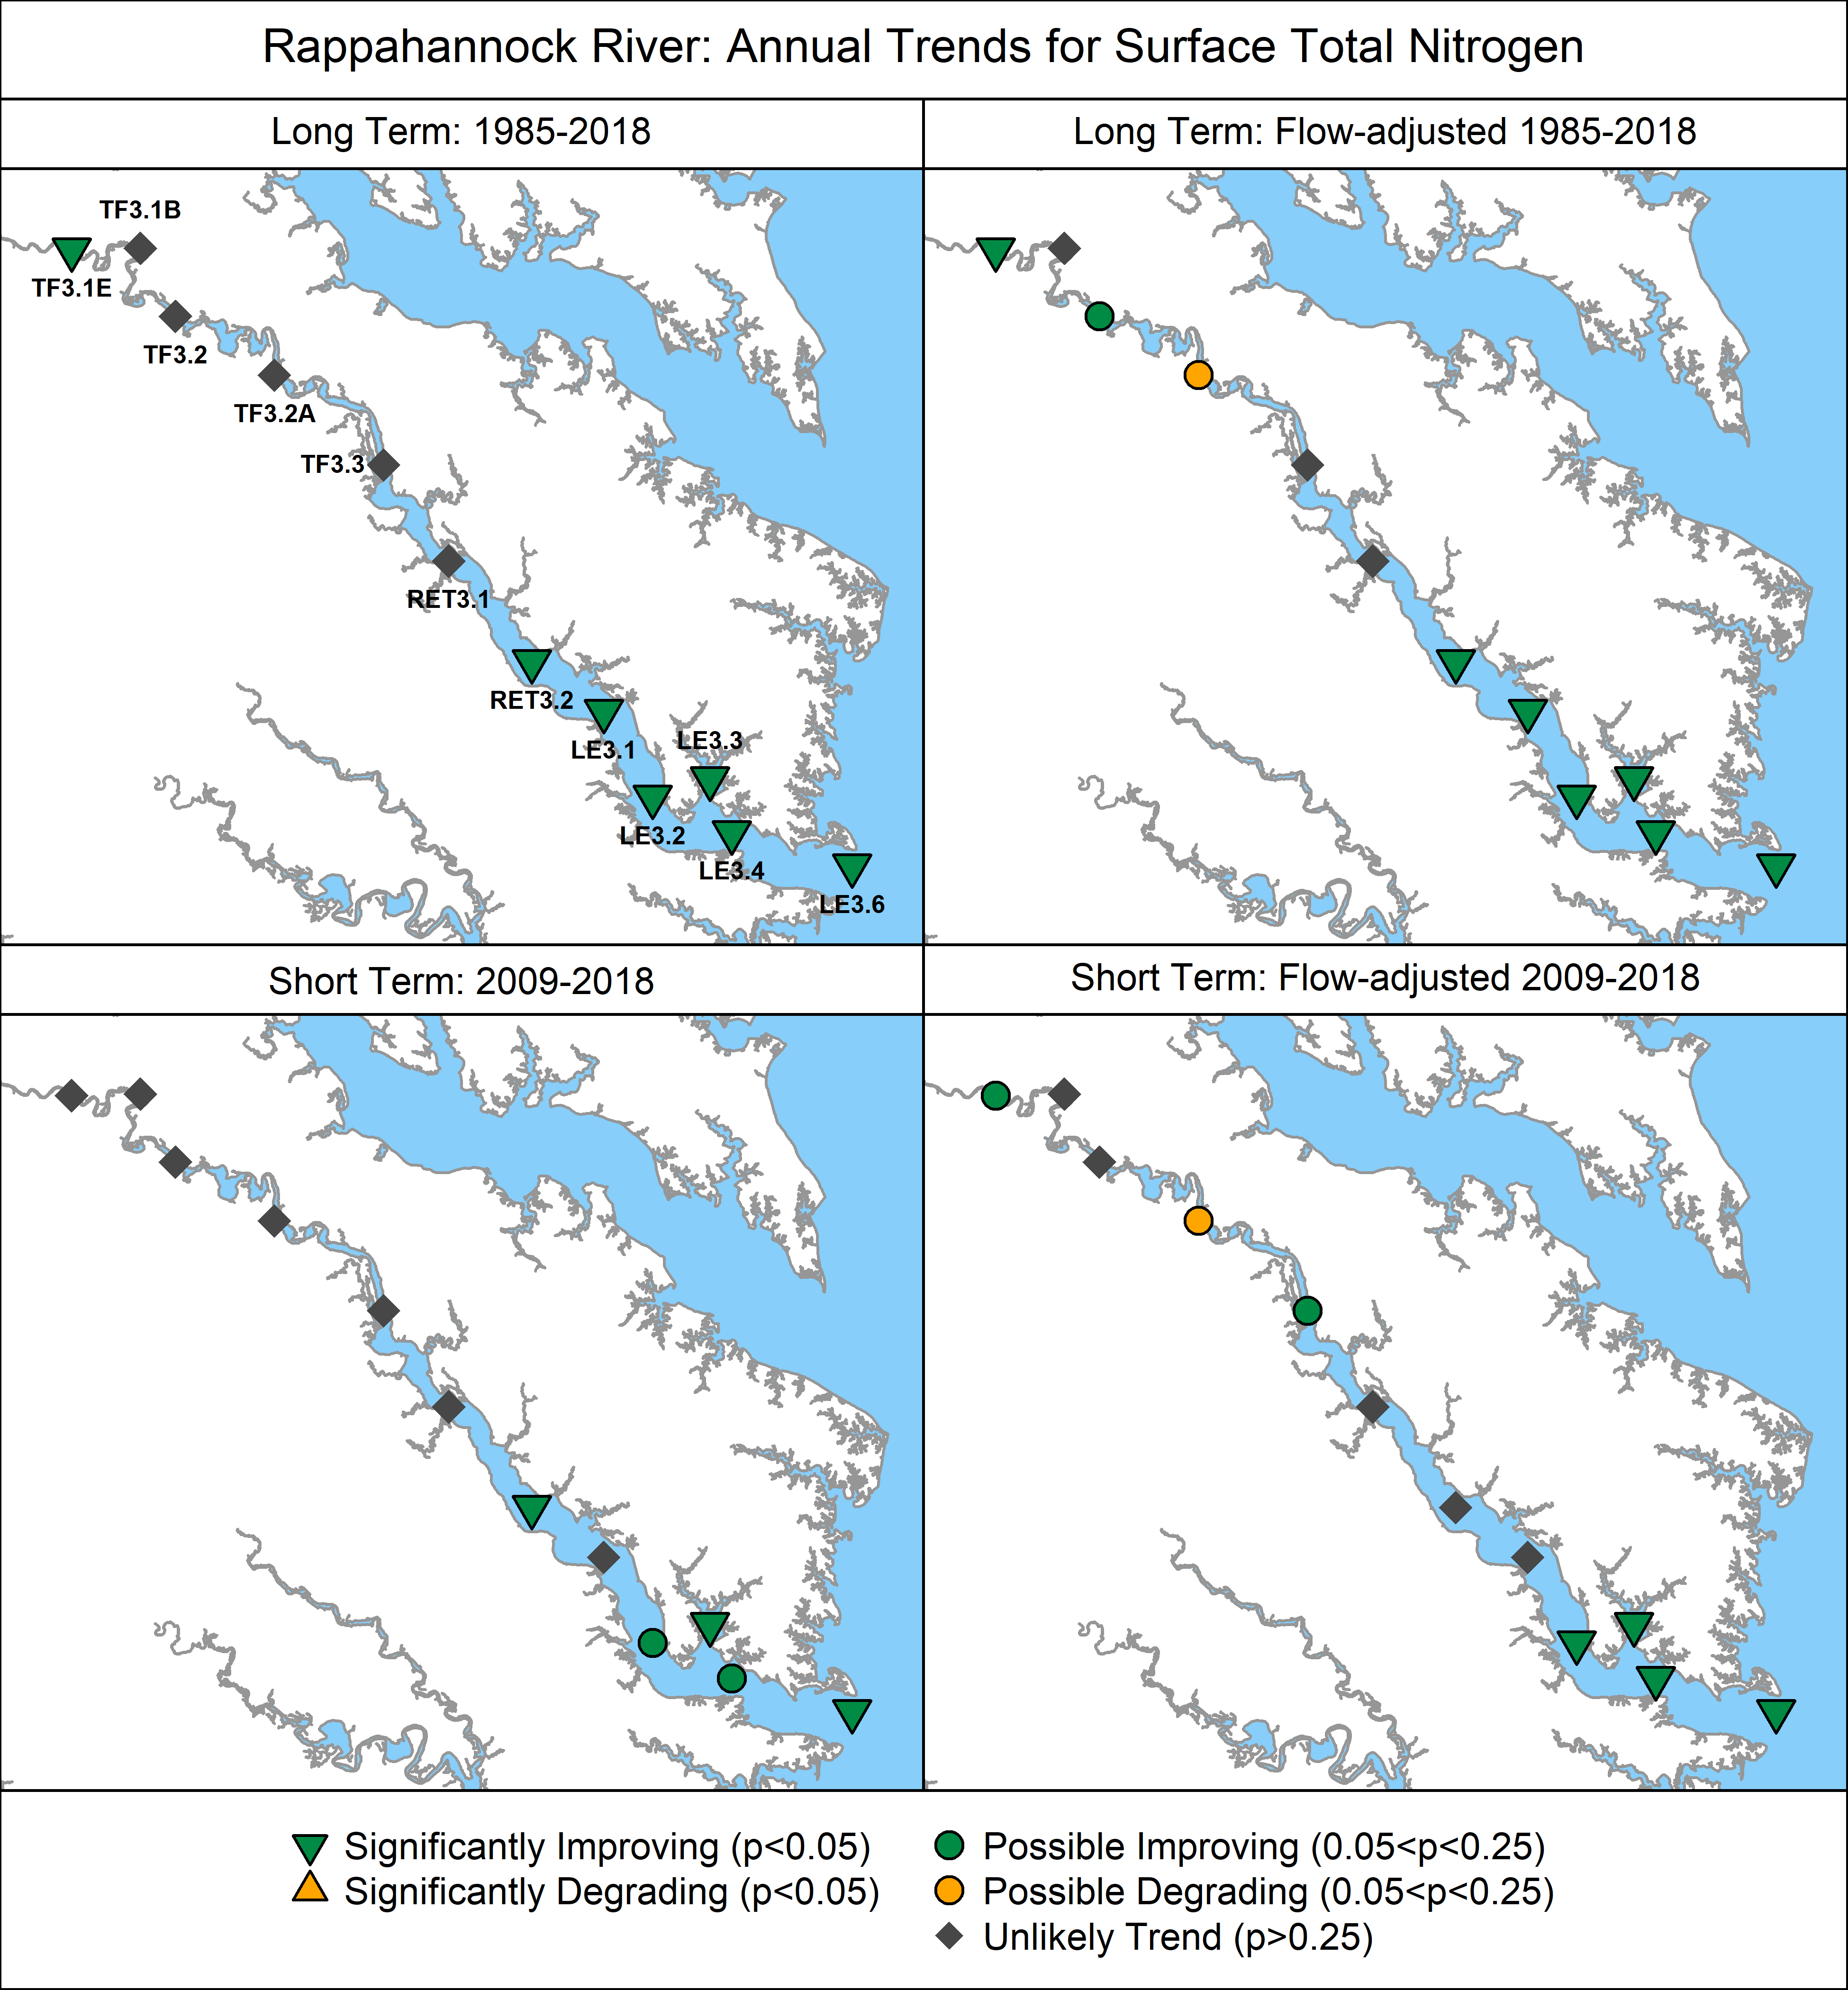 Rappahannock River: Annual Trends for Surface Total Nitrogen
Long Term: 1985-2018
Long Term: Flow-adjusted 1985-2018
TF3.1B
TF3.1E
TF3.2
TF3.2A
TF3.3
RET3.1
RET3.2
LE3.1
LE3.3
LE3.2
LE3.4
LE3.6
Short Term: 2009-2018
Short Term: Flow-adjusted 2009-2018
Significantly Improving (p<0.05)
Possible Improving (0.05<p<0.25)
Significantly Degrading (p<0.05)
Possible Degrading (0.05<p<0.25)
Unlikely Trend (p>0.25)